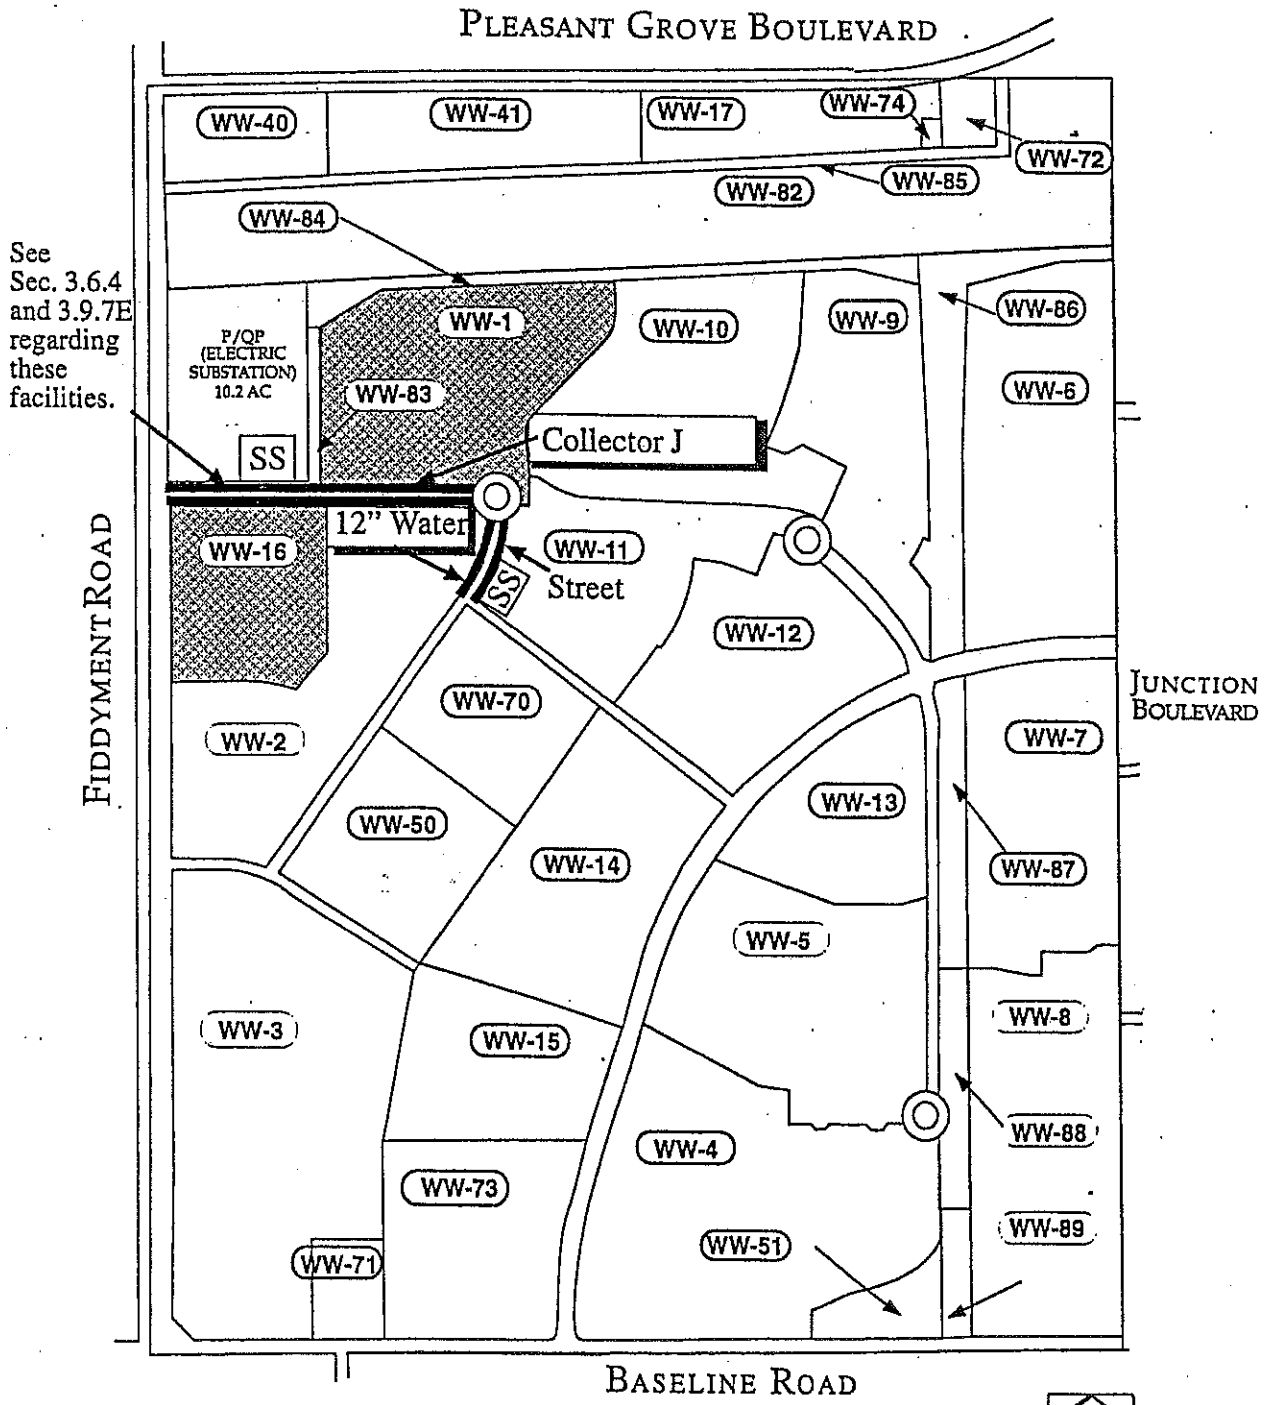 PLEASANT GROVE BOULEVARD
WW-40
WW-41
WW-17
WW-74
WW-72
WW-85
WW-82
WW-84
See
Sec. 3.6.4
and 3.9.7E
regarding
these
facilities.
WW-1
WW-10
WW-9
WW-86
P/QP
(ELECTRIC
SUBSTATION)
10.2 AC
WW-83
WW-6
SS
Collector J
12” Water
WW-16
WW-11
SS
Street
FIDDYMENT ROAD
WW-12
JUNCTION
BOULEVARD
WW-70
WW-2
WW-7
WW-13
WW-50
WW-14
WW-87
WW-5
WW-3
WW-15
WW-8
WW-88
WW-4
WW-73
WW-89
WW-51
WW-71
BASELINE ROAD